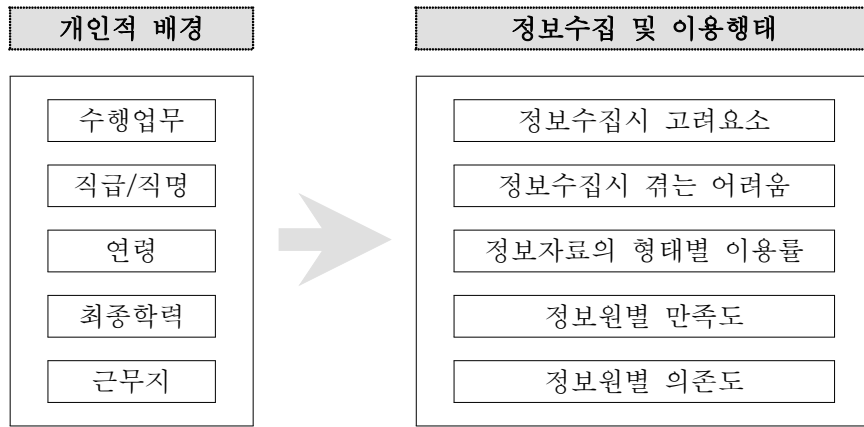 개인적 배경
수행업무
직급/직명
연령
최종학력
근무지
정보수집 및 이용행태
정보수집시 고려요소
정보수집시 겪는 어려움
정보자료의 형태별 이용률
정보원별 만족도
정보원별 의존도